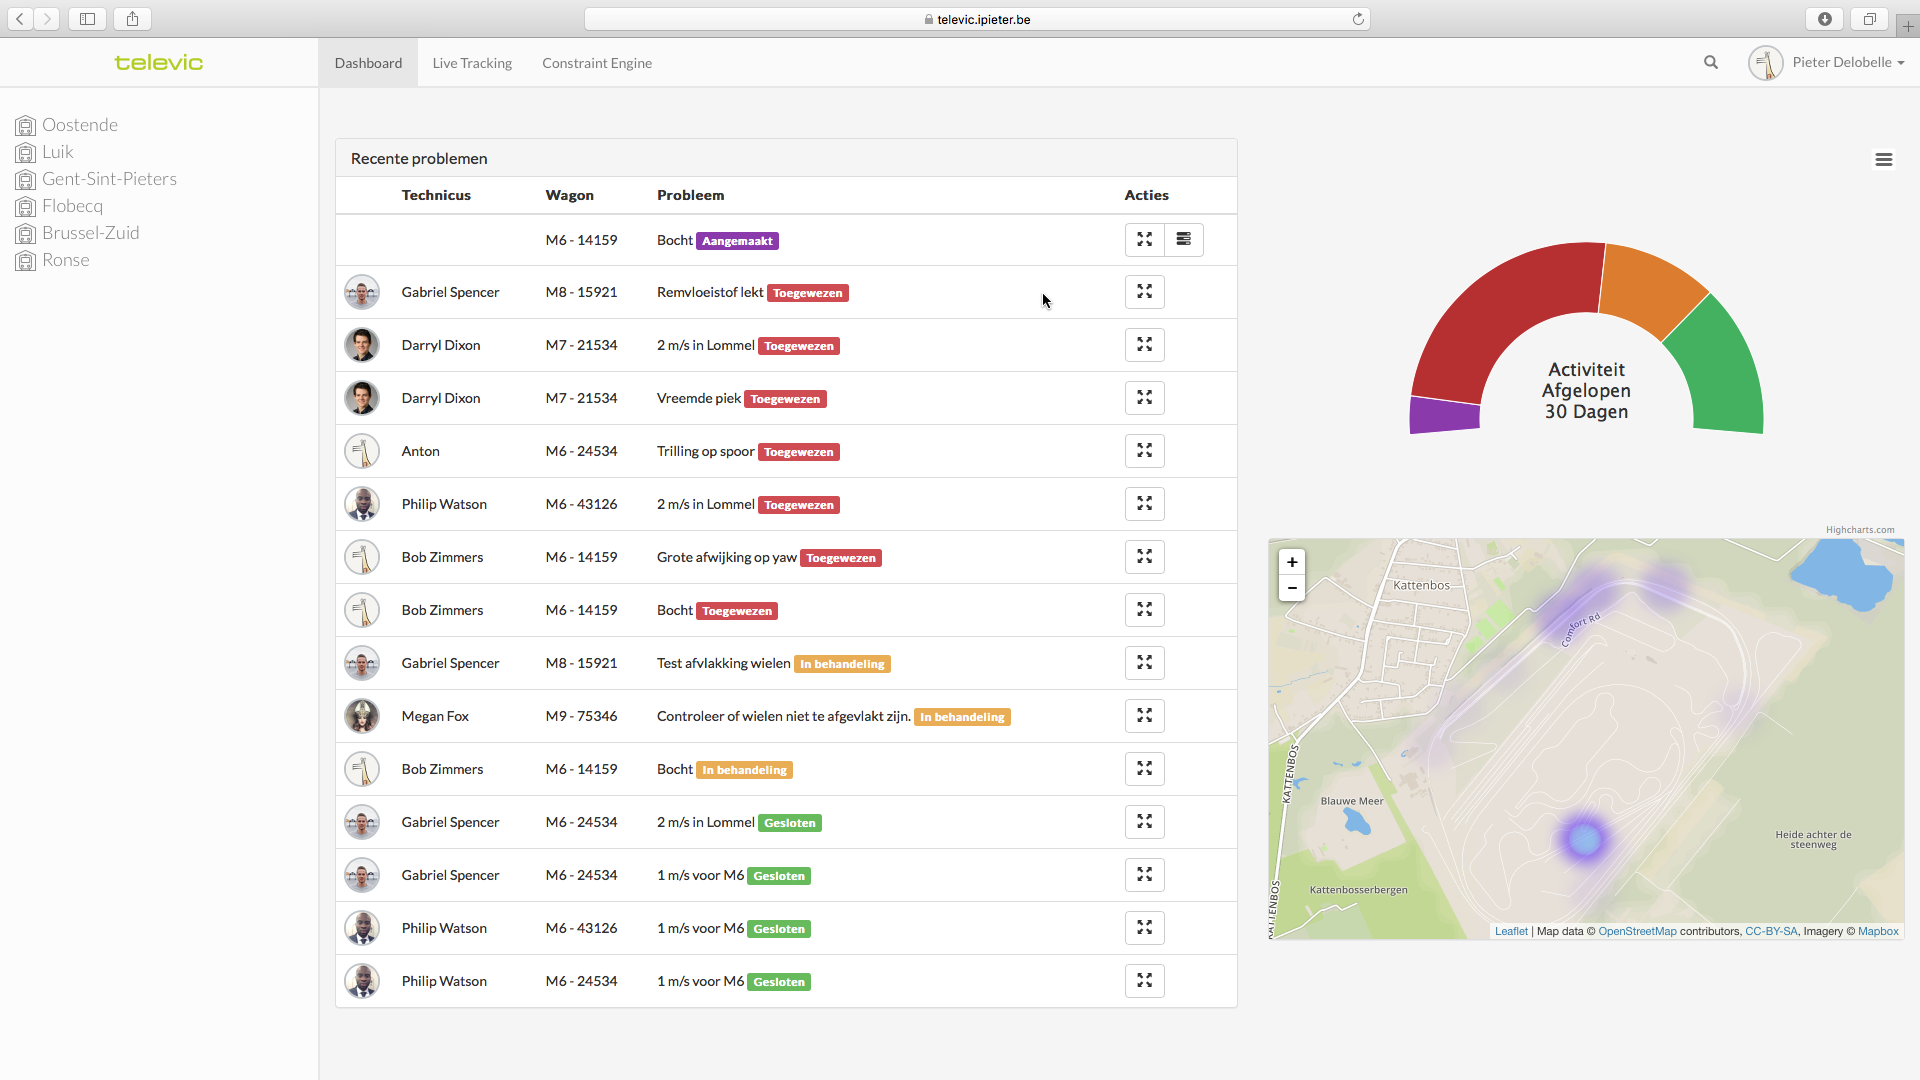 televic.ipieter.be
televic
Dashboard
Live Tracking
Constraint Engine
Pieter Delobelle
Oostende
Luik
Gent-Sint-Pieters
Flobecq
Brussel-Zuid
Ronse
Recente problemen
Technicus Wagon Probleem Acties
M6 - 14159 Bocht Aangemaakt
Gabriel Spencer M8 - 15921 Remvloeistof lekt Toegewezen
Darryl Dixon M7 - 21534 2 m/s in Lommel Toegewezen
Darryl Dixon M7 - 21534 Vreemde piek Toegewezen
Anton M6 - 24534 Trilling op spoor Toegewezen
Philip Watson M6 - 43126 2 m/s in Lommel Toegewezen
Bob Zimmers M6 - 14159 Grote afwijking op yaw Toegewezen
Bob Zimmers M6 - 14159 Bocht Toegewezen
Gabriel Spencer M8 - 15921 Test afvlakking wielen In behandeling
Megan Fox M9 - 75346 Controleer of wielen niet te afgevlakt zijn. In behandeling
Bob Zimmers M6 - 14159 Bocht In behandeling
Gabriel Spencer M6 - 24534 2 m/s in Lommel Gesloten
Gabriel Spencer M6 - 24534 1 m/s voor M6 Gesloten
Philip Watson M6 - 43126 1 m/s voor M6 Gesloten
Philip Watson M6 - 24534 1 m/s voor M6 Gesloten
Activiteit
Afgelopen
30 Dagen
Highcharts.com
+
−
Kattenbos
Comfort Rd
KATTENBOS
Blauwe Meer
Heide achter de
steenweg
Kattenbosserbergen
KATTENBOS
Leaflet | Map data © OpenStreetMap contributors, CC-BY-SA, Imagery © Mapbox